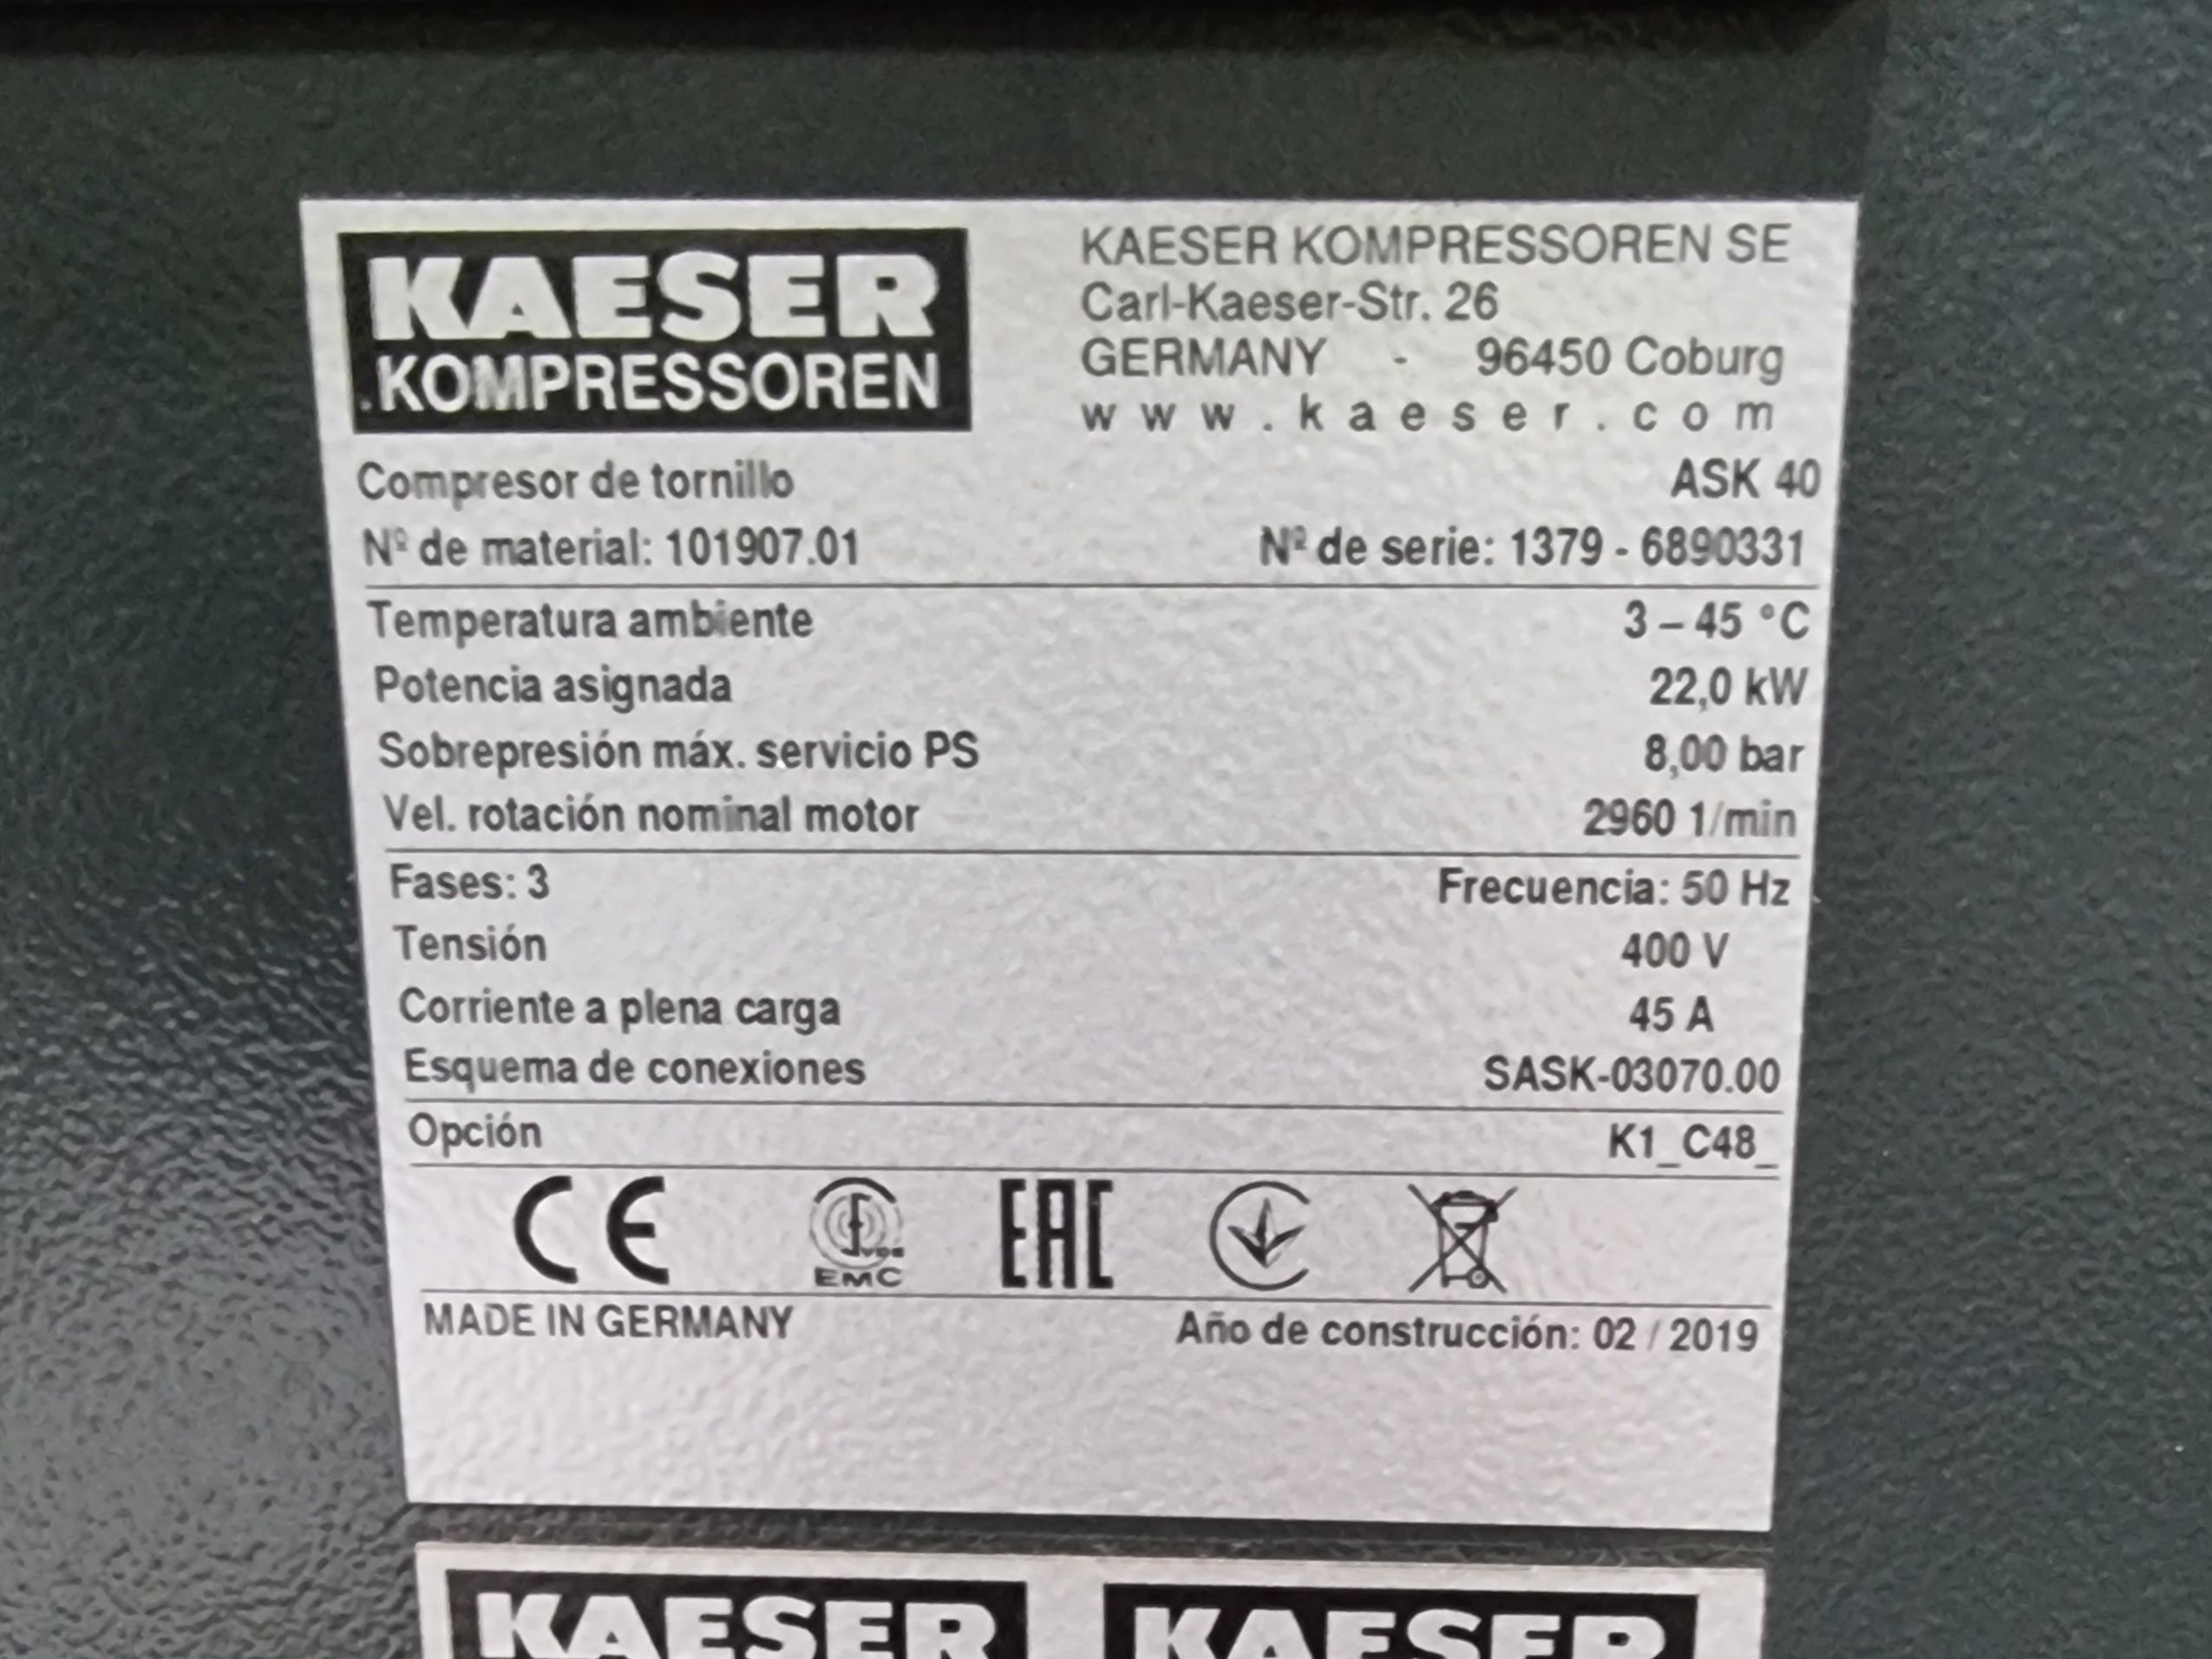 KAESER
KOMPRESSOREN
KAESER KOMPRESSOREN SE
Carl-Kaeser-Str. 26
GERMANY - 96450 Coburg
www.kaeser.com
Compresor de tornillo ASK 40
Nº de material: 101907.01 Nº de serie: 1379 - 6890331
Temperatura ambiente 3 – 45 °C
Potencia asignada 22,0 kW
Sobrepresión máx. servicio PS 8,00 bar
Vel. rotación nominal motor 2960 1/min
Fases: 3 Frecuencia: 50 Hz
Tensión 400 V
Corriente a plena carga 45 A
Esquema de conexiones SASK-03070.00
Opción K1_C48_
CE VDE EAC
EMC
MADE IN GERMANY Año de construcción: 02 / 2019
KAESER KAESER